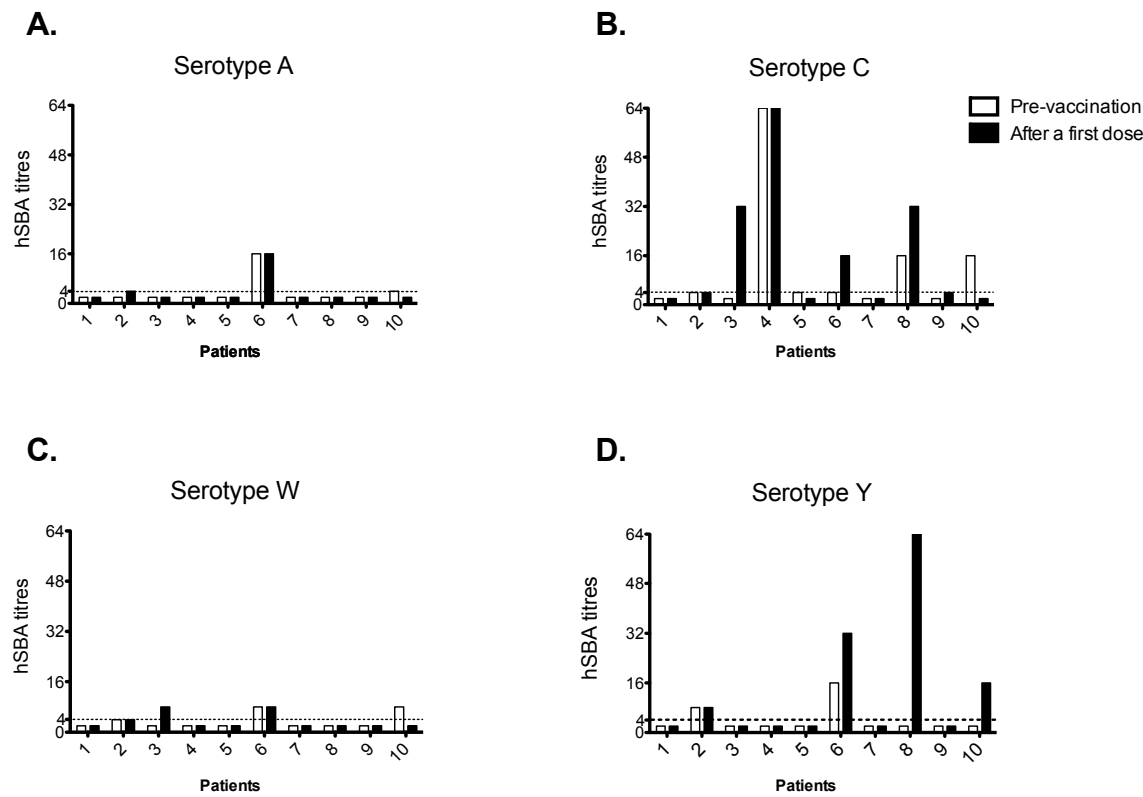 A.
Serotype A
hSBA titres
64
48
32
16
4
0
1 2 3 4 5 6 7 8 9 10
Patients
B.
Serotype C
hSBA titres
64
48
32
16
4
0
1 2 3 4 5 6 7 8 9 10
Patients
Pre-vaccination
After a first dose
C.
Serotype W
hSBA titres
64
48
32
16
4
0
1 2 3 4 5 6 7 8 9 10
Patients
D.
Serotype Y
hSBA titres
64
48
32
16
4
0
1 2 3 4 5 6 7 8 9 10
Patients